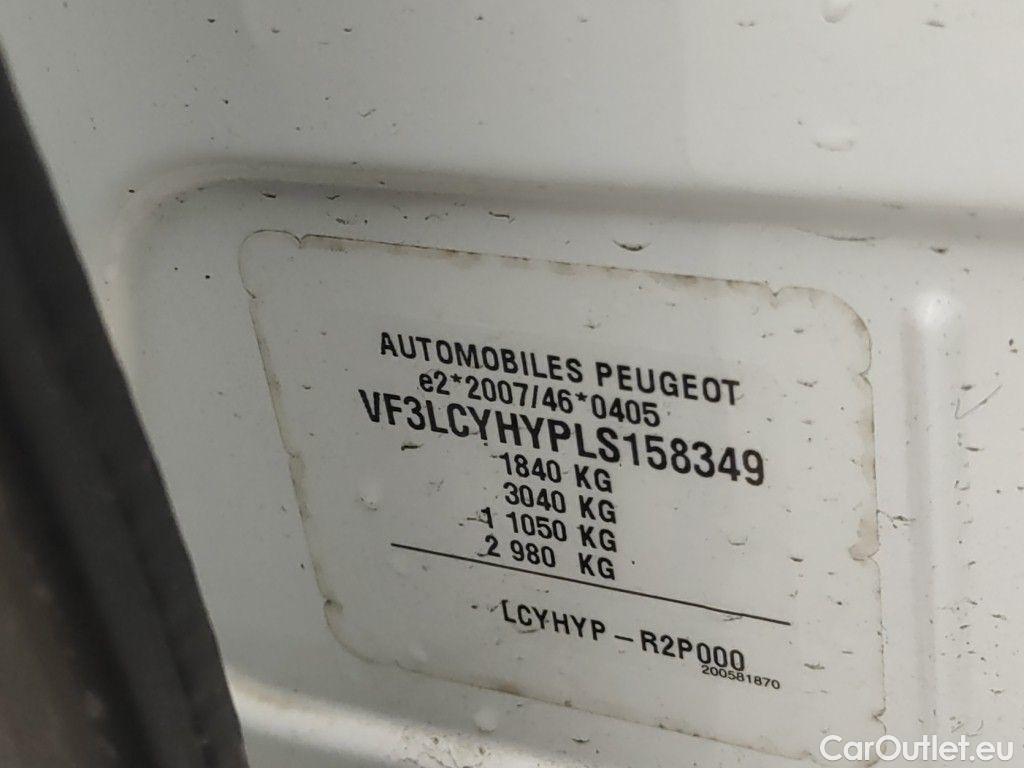 AUTOMOBILES PEUGEOT
e2*2007/46*0405
VF3LCYHYPLS158349
1840 KG
3040 KG
1 1050 KG
2 980 KG
LCYHYP - R2P000
200581870
CarOutlet.eu